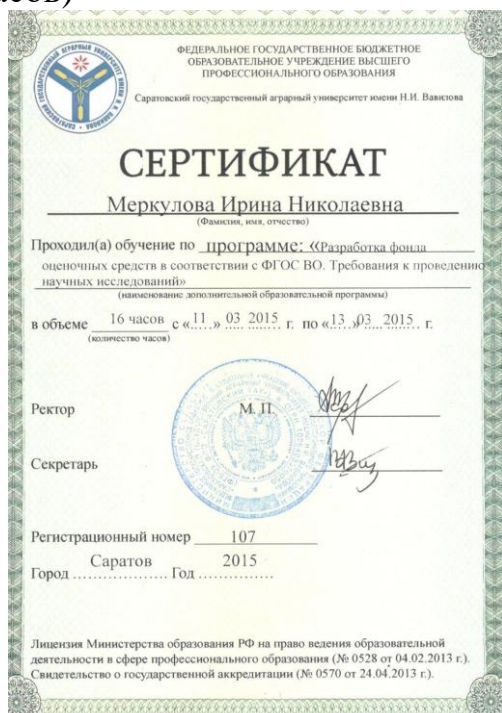 ФЕДЕРАЛЬНОЕ ГОСУДАРСТВЕННОЕ БЮДЖЕТНОЕ
ОБРАЗОВАТЕЛЬНОЕ УЧРЕЖДЕНИЕ ВЫСШЕГО
ПРОФЕССИОНАЛЬНОГО ОБРАЗОВАНИЯ
Саратовский государственный аграрный университет имени Н.И. Вавилова
СЕРТИФИКАТ
Меркулова Ирина Николаевна
(Фамилия, имя, отчество)
Проходил(а) обучение по программе: «Разработка фонда
оценочных средств в соответствии с ФГОС ВО. Требования к проведению
научных исследований»
(наименование дополнительной образовательной программы)
в объеме 16 часов с «11» 03 2015 г. по «13 » 03 2015 г.
(количество часов)
Ректор М. П.
Секретарь
Регистрационный номер 107
Город Саратов Год 2015
Лицензия Министерства образования РФ на право ведения образовательной
деятельности в сфере профессионального образования (№ 0528 от 04.02.2013 г.).
Свидетельство о государственной аккредитации (№ 0570 от 24.04.2013 г.).